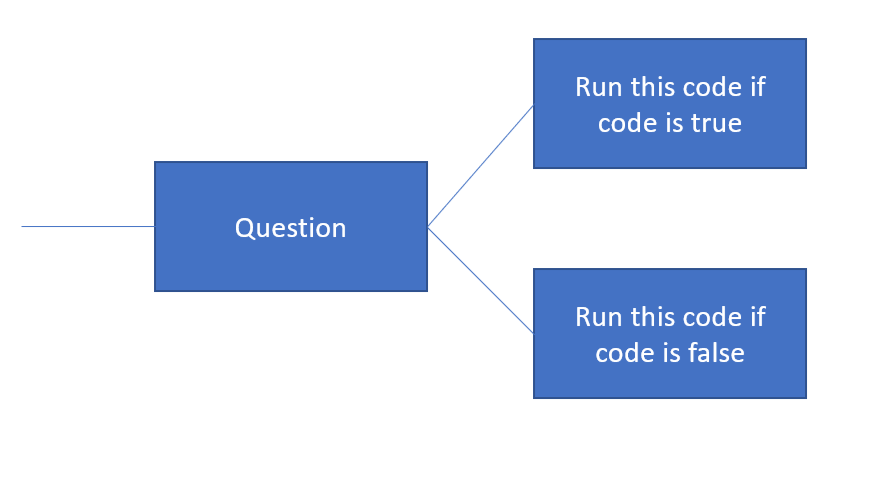 Question
Run this code if
code is true
Run this code if
code is false